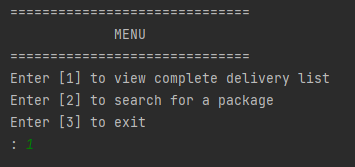 ==============================
MENU
==============================
Enter [1] to view complete delivery list
Enter [2] to search for a package
Enter [3] to exit
: 1